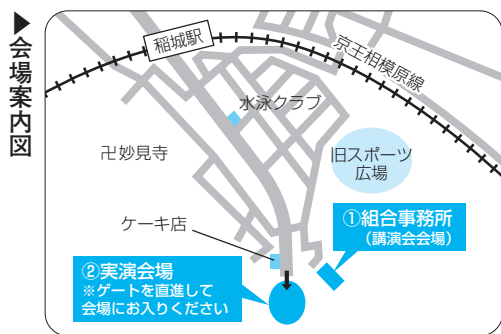 ▶会場案内図
稲城駅
京王相模原線
水泳クラブ
卍妙見寺
旧スポーツ
広場
ケーキ店
①組合事務所
(講演会会場)
②実演会場
※ゲートを直進して
会場にお入りください